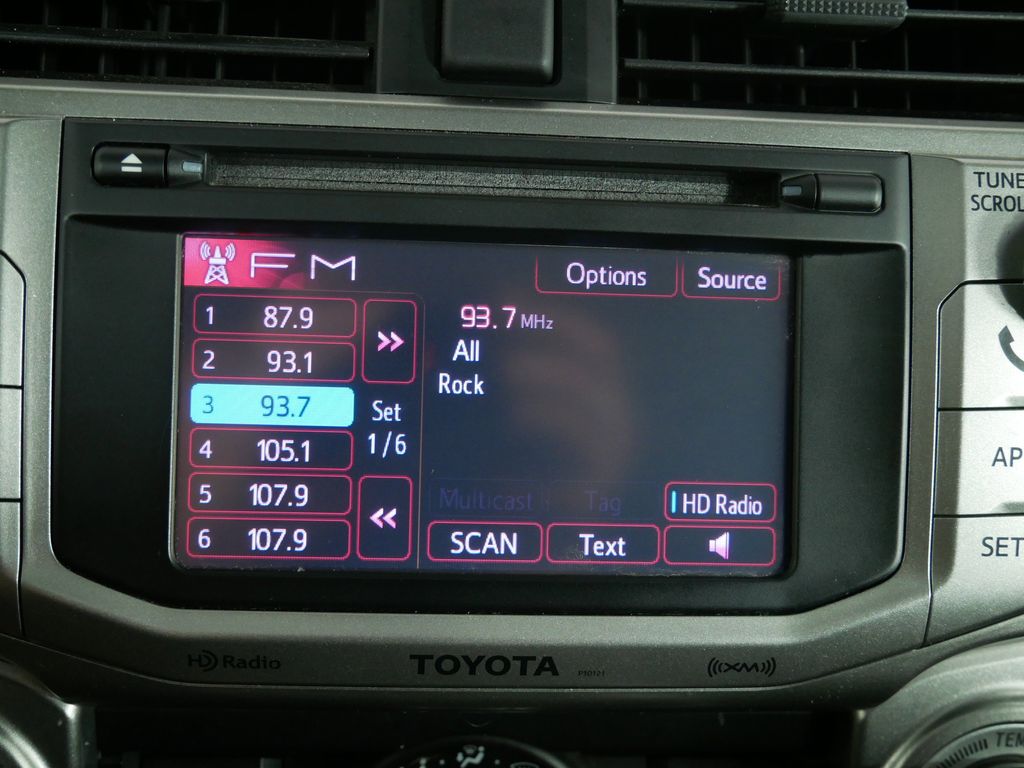 TUNE
SCROL
FM
Options
Source
1 87.9
2 93.1
3 93.7
4 105.1
5 107.9
6 107.9
»
Set
1/6
«
93.7 MHz
All
Rock
Multicast
Tag
HD Radio
SCAN
Text
AP
SET
HD Radio
TOYOTA
P10121
((XM))
TEM